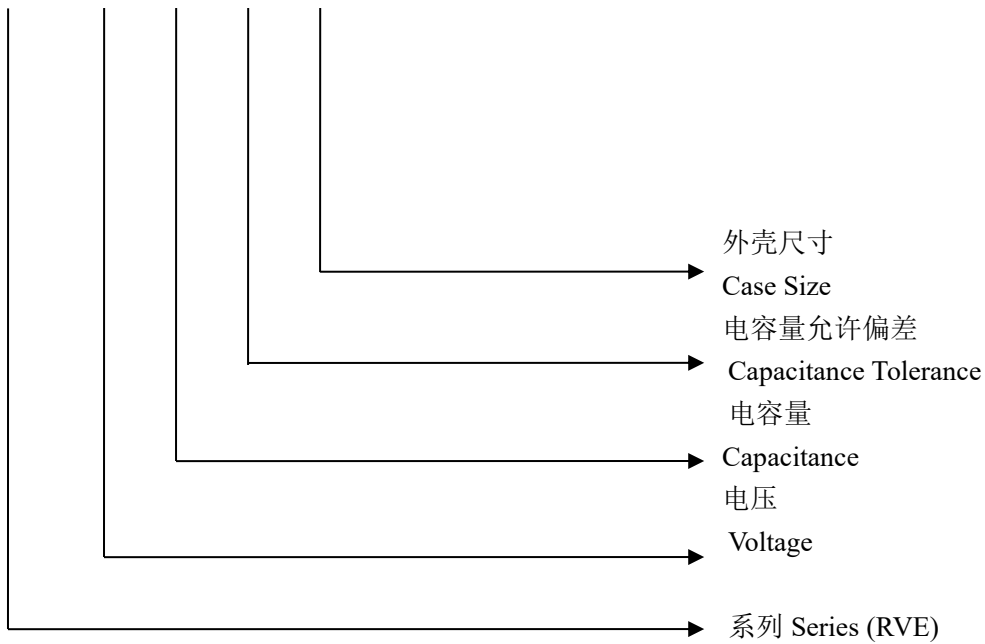 外壳尺寸
Case Size
电容量允许偏差
Capacitance Tolerance
电容量
Capacitance
电压
Voltage
系列 Series (RVE)